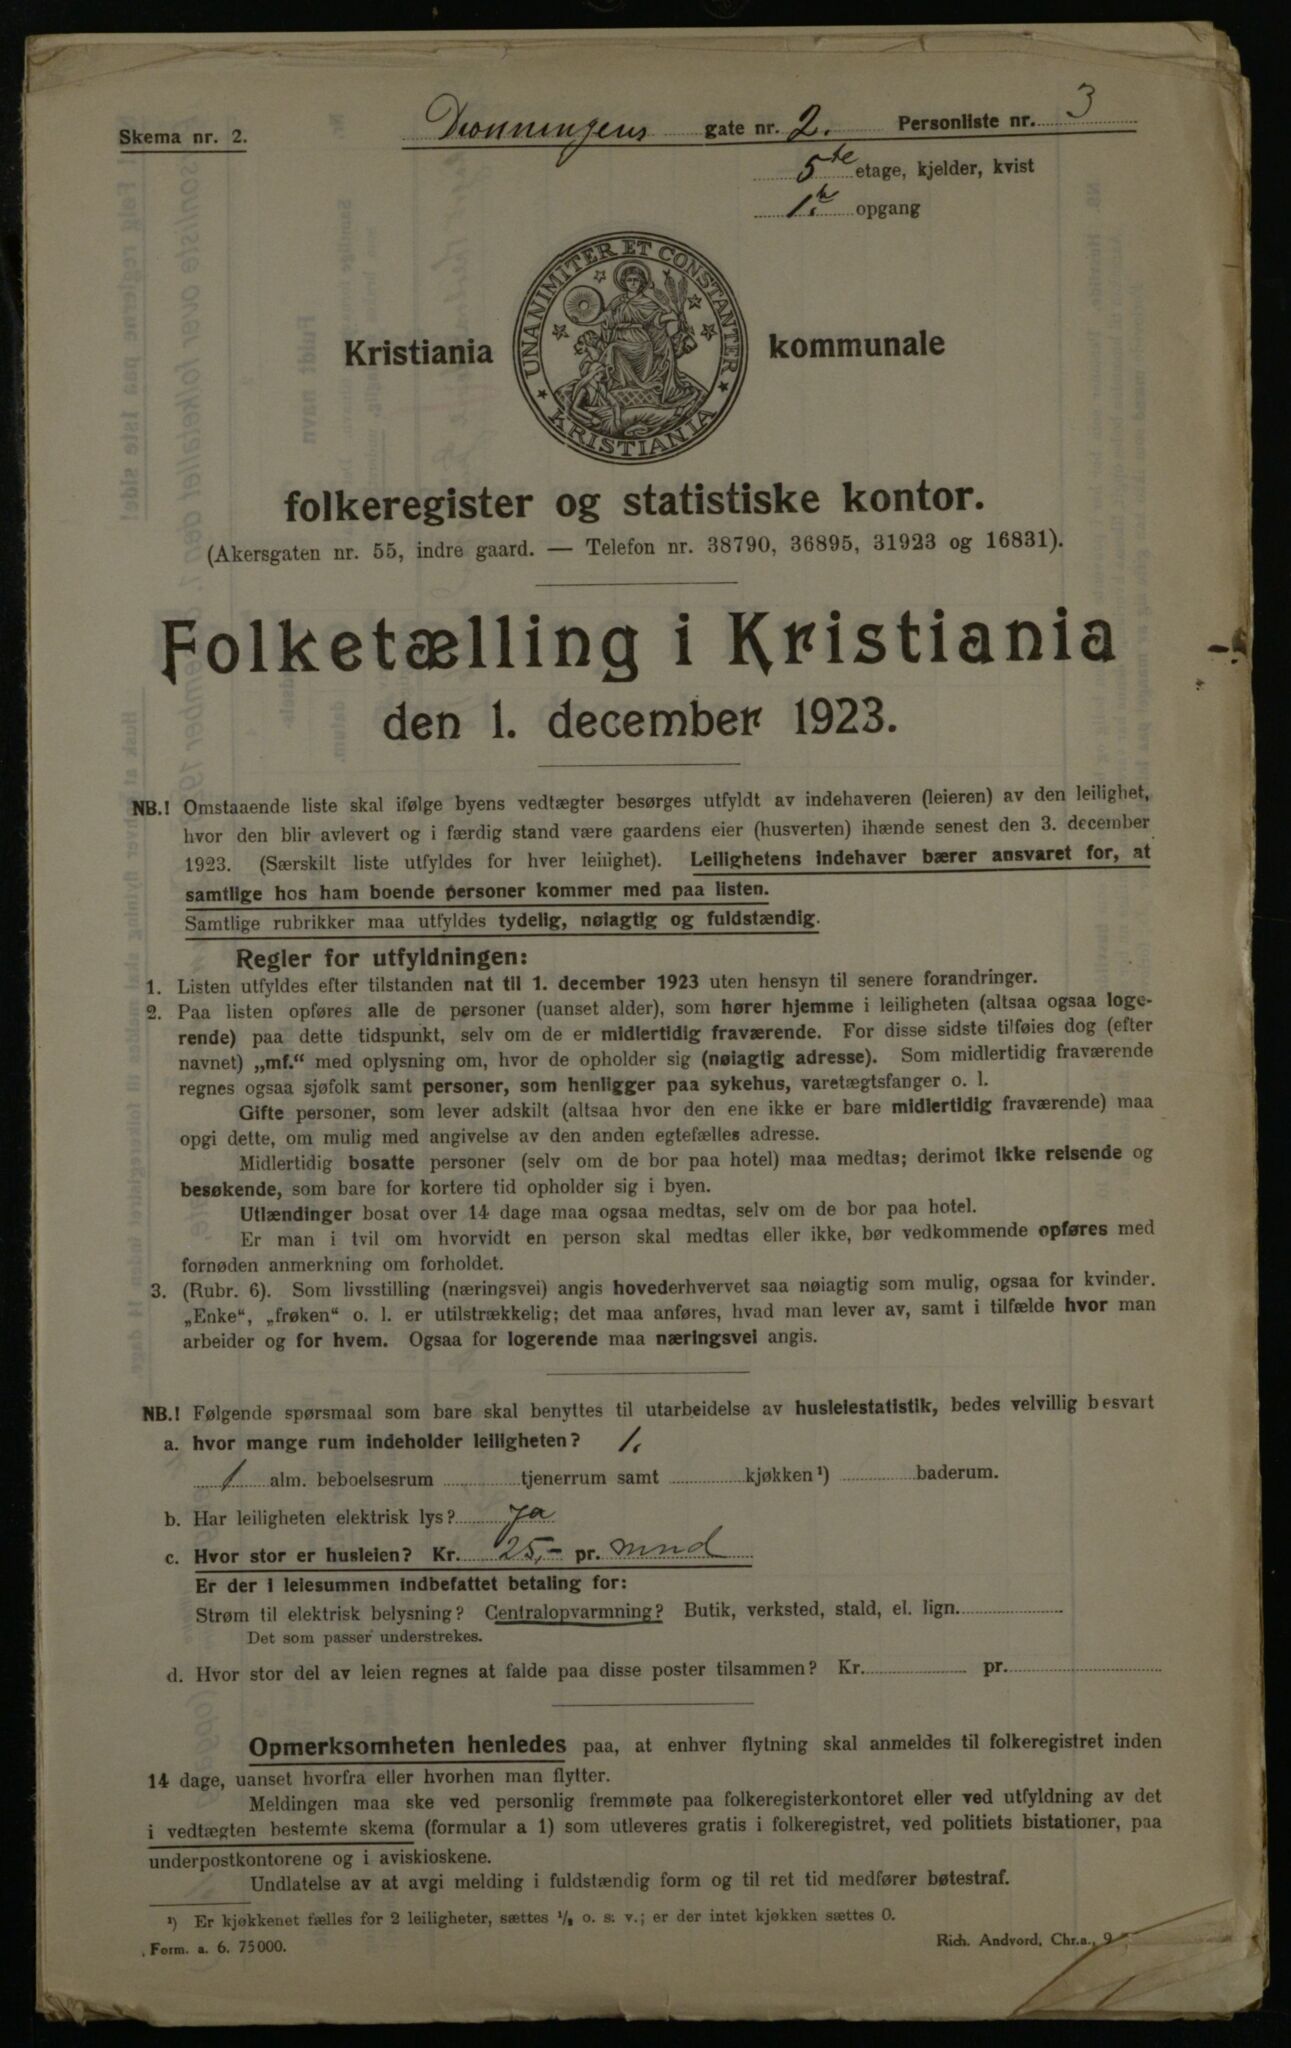 Skema nr. 2.
Dronningens gate nr. 2. Personliste nr. 3
5te etage, kjelder, kvist
1te opgang
UNANIMITER ET CONSTANTER
KRISTIANIA
Kristiania kommunale
folkeregister og statistiske kontor.
(Akersgaten nr. 55, indre gaard. — Telefon nr. 38790, 36895, 31923 og 16831).
Folketælling i Kristiania
den 1. december 1923.
NB.! Omstaaende liste skal ifølge byens vedtægter besørges utfyldt av indehaveren (leieren) av den leilighet,
hvor den blir avlevert og i færdig stand være gaardens eier (husverten) ihænde senest den 3. december
1923. (Særskilt liste utfyldes for hver leilighet). Leilighetens indehaver bærer ansvaret for, at
samtlige hos ham boende personer kommer med paa listen.
Samtlige rubrikker maa utfyldes tydelig, nøiagtig og fuldstændig.
Regler for utfyldningen:
1. Listen utfyldes efter tilstanden nat til 1. december 1923 uten hensyn til senere forandringer.
2. Paa listen opføres alle de personer (uanset alder), som hører hjemme i leiligheten (altsaa ogsaa loge-
rende) paa dette tidspunkt, selv om de er midlertidig fraværende. For disse sidste tilføies dog (efter
navnet) „mf.“ med oplysning om, hvor de opholder sig (nøiagtig adresse). Som midlertidig fraværende
regnes ogsaa sjøfolk samt personer, som henligger paa sykehus, varetægtsfanger o. l.
Gifte personer, som lever adskilt (altsaa hvor den ene ikke er bare midlertidig fraværende) maa
opgi dette, om mulig med angivelse av den anden egtefælles adresse.
Midlertidig bosatte personer (selv om de bor paa hotel) maa medtas; derimot ikke reisende og
besøkende, som bare for kortere tid opholder sig i byen.
Utlændinger bosat over 14 dage maa ogsaa medtas, selv om de bor paa hotel.
Er man i tvil om hvorvidt en person skal medtas eller ikke, bør vedkommende opføres med
fornøden anmerkning om forholdet.
3. (Rubr. 6). Som livsstilling (næringsvei) angis hovederhvervet saa nøiagtig som mulig, ogsaa for kvinder.
„Enke“, „frøken“ o. l. er utilstrækkelig; det maa anføres, hvad man lever av, samt i tilfælde hvor man
arbeider og for hvem. Ogsaa for logerende maa næringsvei angis.
NB.! Følgende spørsmaal som bare skal benyttes til utarbeidelse av husleiestatistik, bedes velvillig besvart
a. hvor mange rum indeholder leiligheten? 1.
1 alm. beboelsesrum tjenerrum samt kjøkken¹) baderum.
b. Har leiligheten elektrisk lys? Ja
c. Hvor stor er husleien? Kr. 25,- pr. mnd
Er der i leiesummen indbefattet betaling for:
Strøm til elektrisk belysning? Centralopvarmning? Butik, verksted, stald, el. lign.
Det som passer understrekes.
d. Hvor stor del av leien regnes at falde paa disse poster tilsammen? Kr. pr.
Opmerksomheten henledes paa, at enhver flytning skal anmeldes til folkeregistret inden
14 dage, uanset hvorfra eller hvorhen man flytter.
Meldingen maa ske ved personlig fremmøte paa folkeregisterkontoret eller ved utfyldning av det
i vedtægten bestemte skema (formular a 1) som utleveres gratis i folkeregistret, ved politiets bistationer, paa
underpostkontorene og i aviskioskene.
Undlatelse av at avgi melding i fuldstændig form og til ret tid medfører bøtestraf.
¹) Er kjøkkenet fælles for 2 leiligheter, sættes ½ o. s. v.; er der intet kjøkken sættes 0.
Form. a. 6. 75000.
Rich. Andvord, Chr.a.,